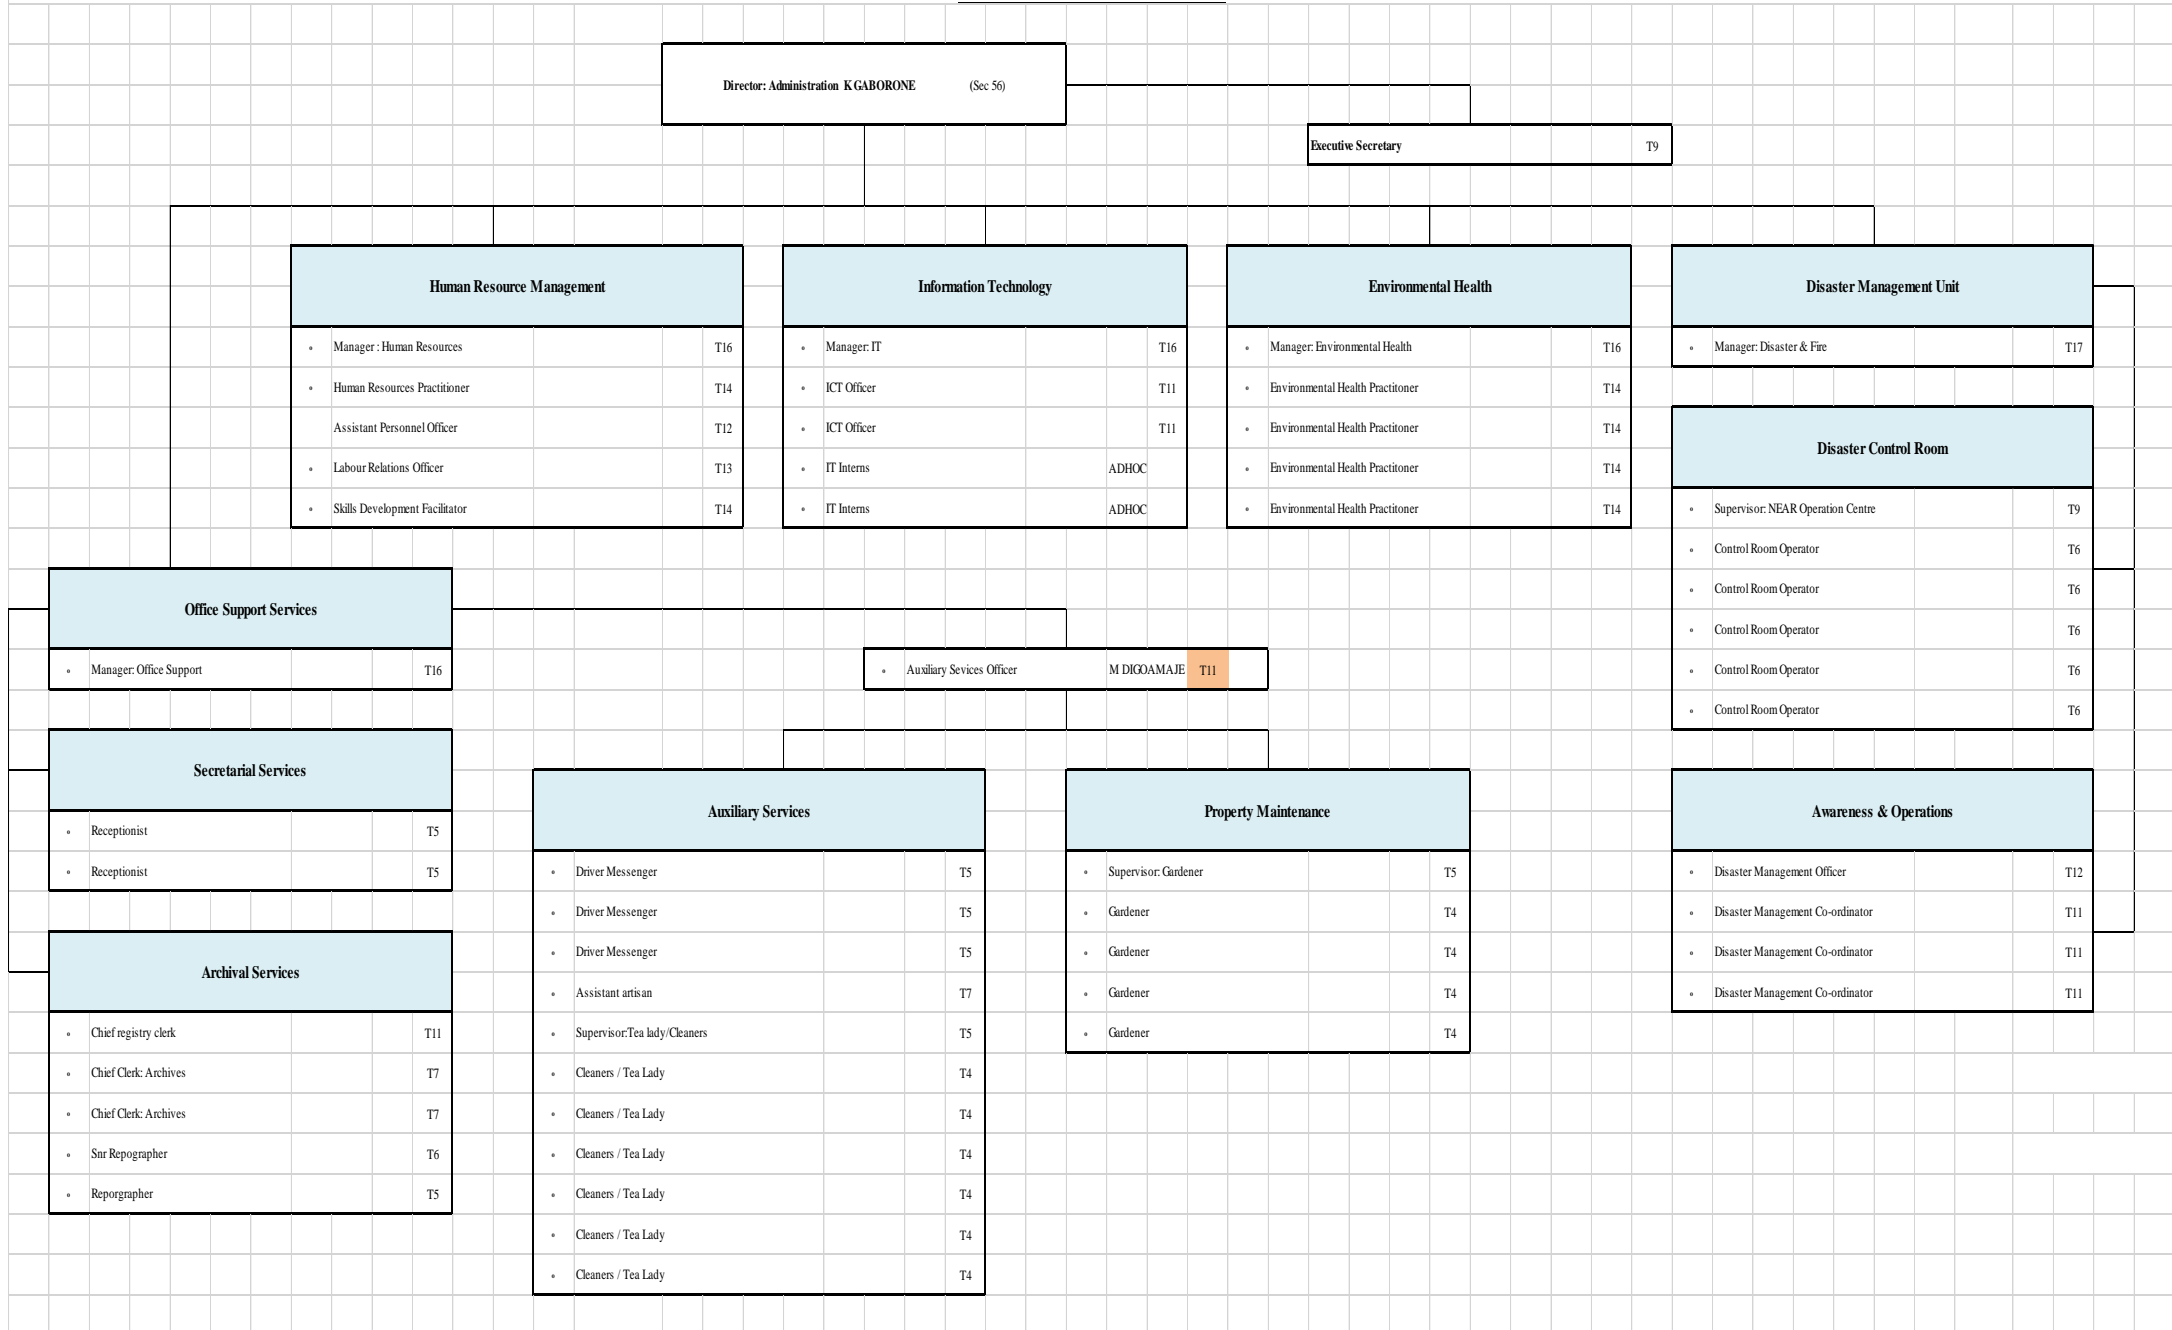 Director: Administration K GABORONE (Sec 56)
Executive Secretary T9
Human Resource Management
Manager : Human Resources T16
Human Resources Practitioner T14
Assistant Personnel Officer T12
Labour Relations Officer T13
Skills Development Facilitator T14
Information Technology
Manager: IT T16
ICT Officer T11
ICT Officer T11
IT Interns ADHOC
IT Interns ADHOC
Environmental Health
Manager: Environmental Health T16
Environmental Health Practitoner T14
Environmental Health Practitoner T14
Environmental Health Practitoner T14
Environmental Health Practitoner T14
Disaster Management Unit
Manager: Disaster & Fire T17
Disaster Control Room
Supervisor: NEAR Operation Centre T9
Control Room Operator T6
Control Room Operator T6
Control Room Operator T6
Control Room Operator T6
Control Room Operator T6
Office Support Services
Manager: Office Support T16
Auxiliary Sevices Officer M DIGOAMAJE T11
Secretarial Services
Receptionist T5
Receptionist T5
Archival Services
Chief registry clerk T11
Chief Clerk: Archives T7
Chief Clerk: Archives T7
Snr Repographer T6
Reporgrapher T5
Auxiliary Services
Driver Messenger T5
Driver Messenger T5
Driver Messenger T5
Assistant artisan T7
Supervisor:Tea lady/Cleaners T5
Cleaners / Tea Lady T4
Cleaners / Tea Lady T4
Cleaners / Tea Lady T4
Cleaners / Tea Lady T4
Cleaners / Tea Lady T4
Cleaners / Tea Lady T4
Property Maintenance
Supervisor: Gardener T5
Gardener T4
Gardener T4
Gardener T4
Gardener T4
Awareness & Operations
Disaster Management Officer T12
Disaster Management Co-ordinator T11
Disaster Management Co-ordinator T11
Disaster Management Co-ordinator T11